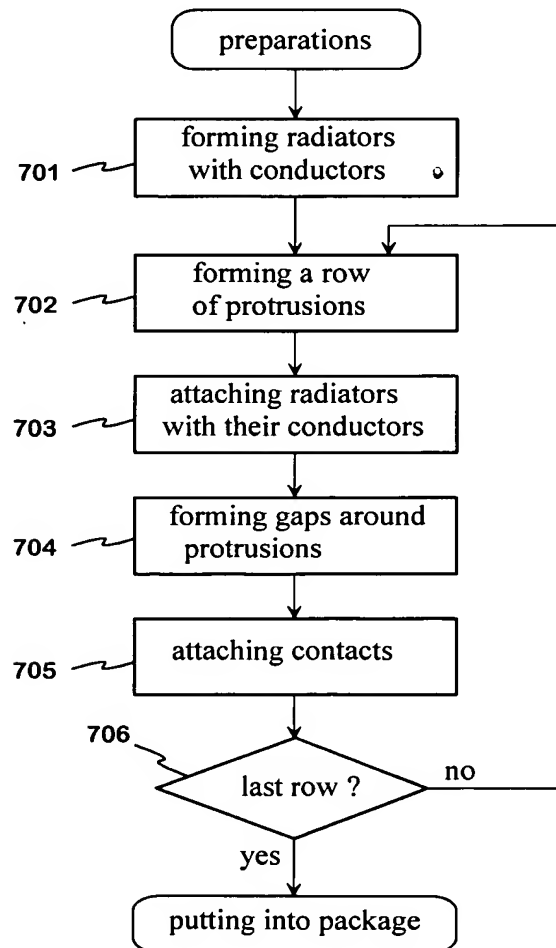 preparations
forming radiators
with conductors
701
forming a row
of protrusions
702
attaching radiators
with their conductors
703
forming gaps around
protrusions
704
attaching contacts
705
706
last row ?
no
yes
putting into package